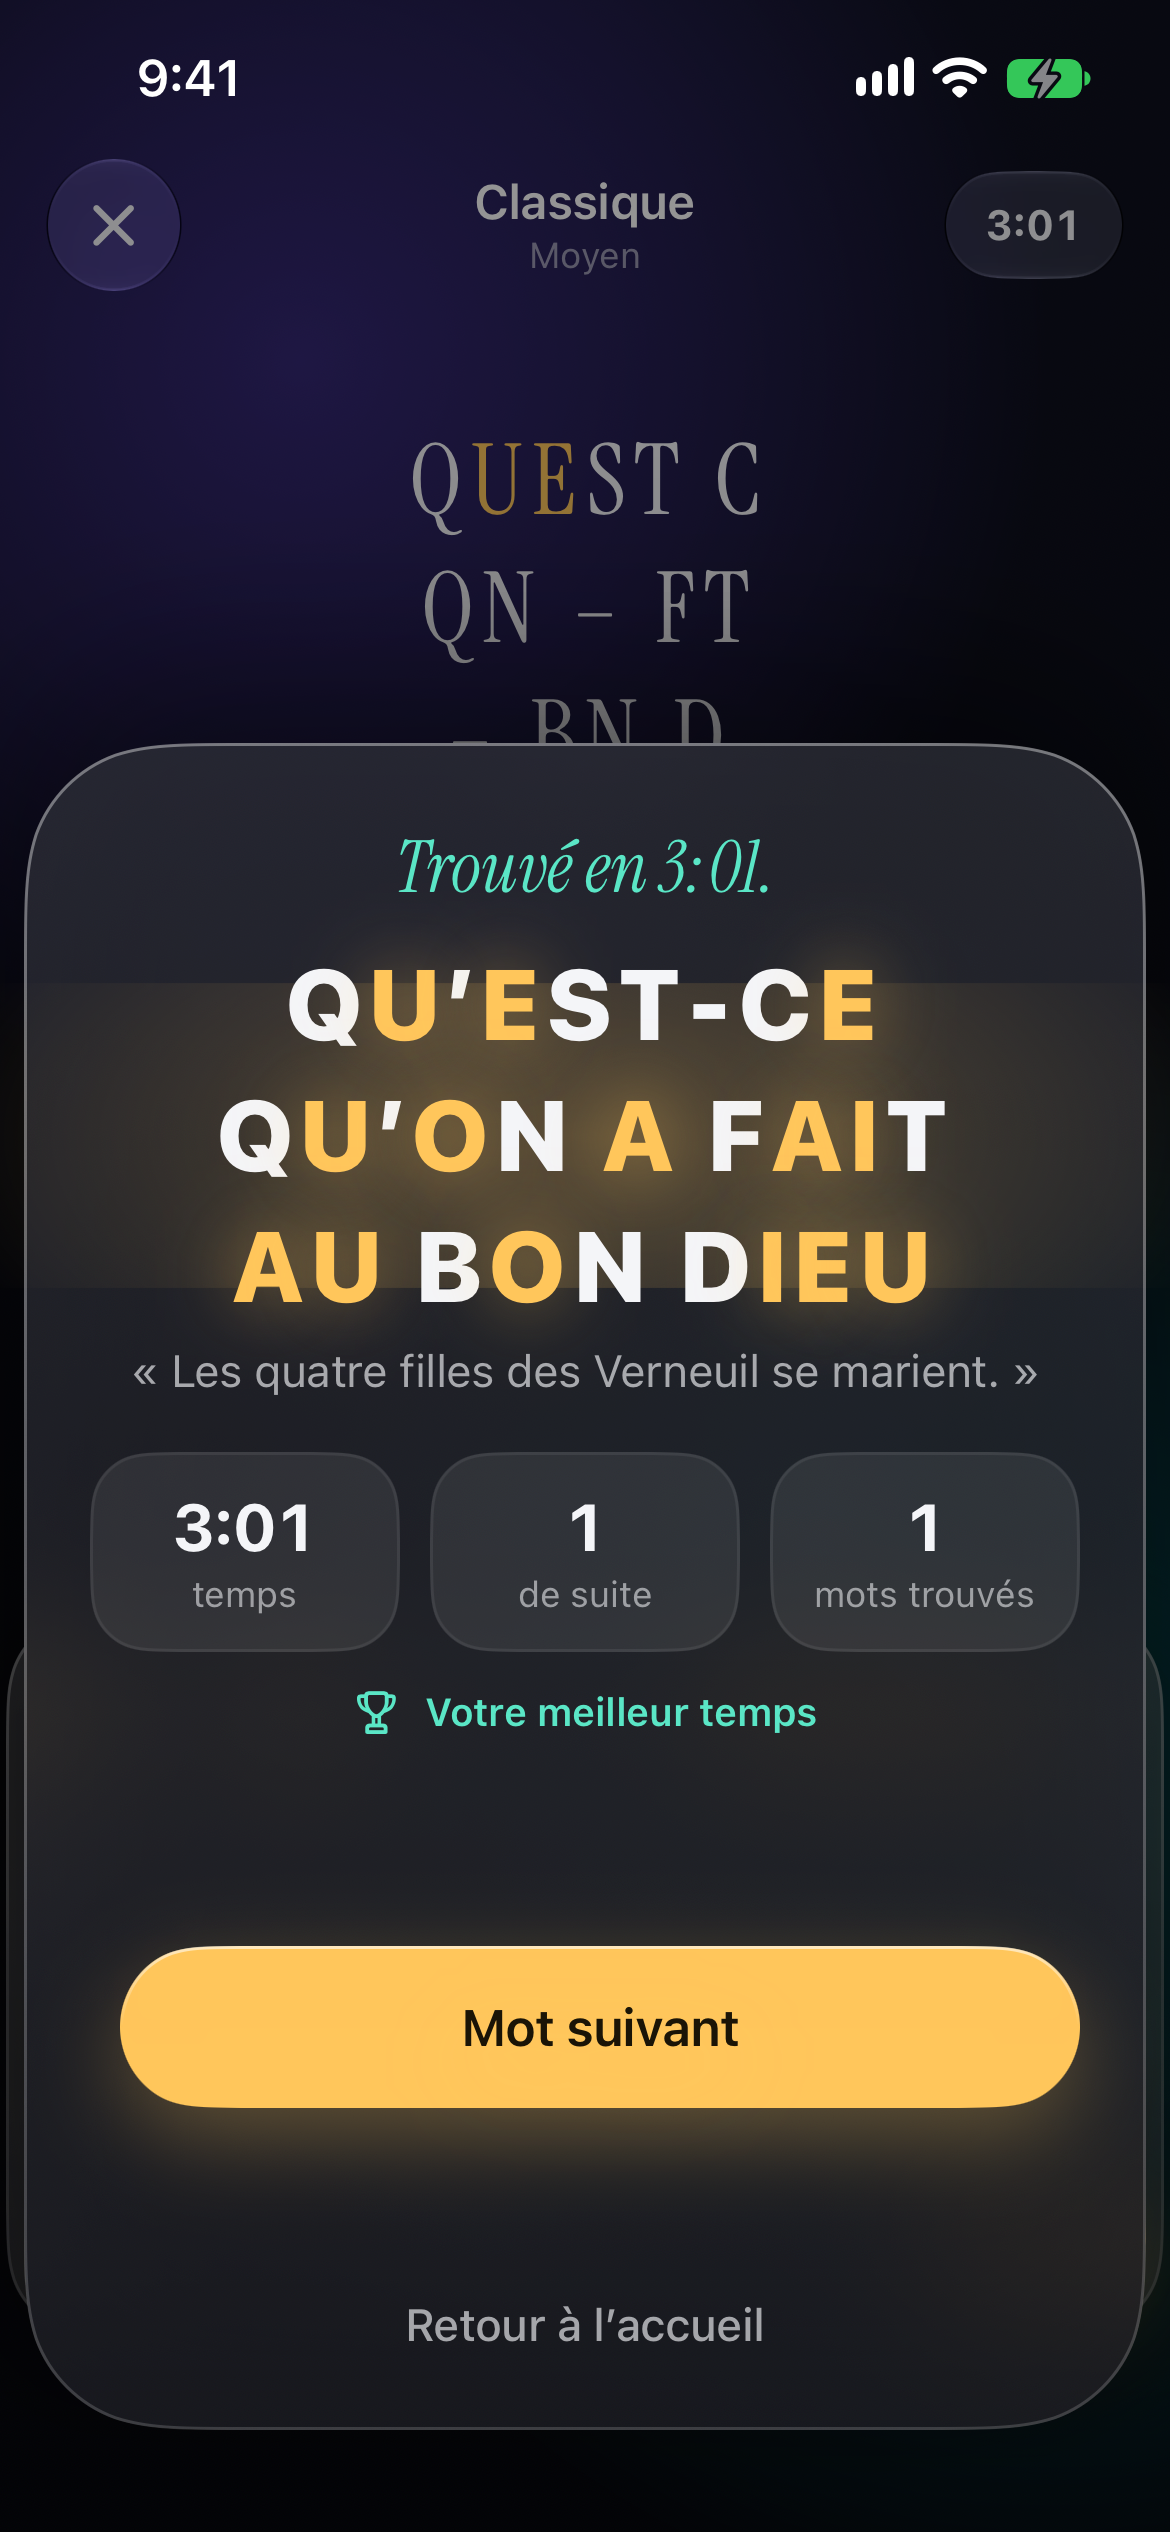 9:41
Classique
Moyen
3:01
QUEST C
QN – FT
– BN D
Trouvé en 3:01.
QU’EST-CE
QU’ON A FAIT
AU BON DIEU
« Les quatre filles des Verneuil se marient. »
3:01
temps
1
de suite
1
mots trouvés
Votre meilleur temps
Mot suivant
Retour à l’accueil